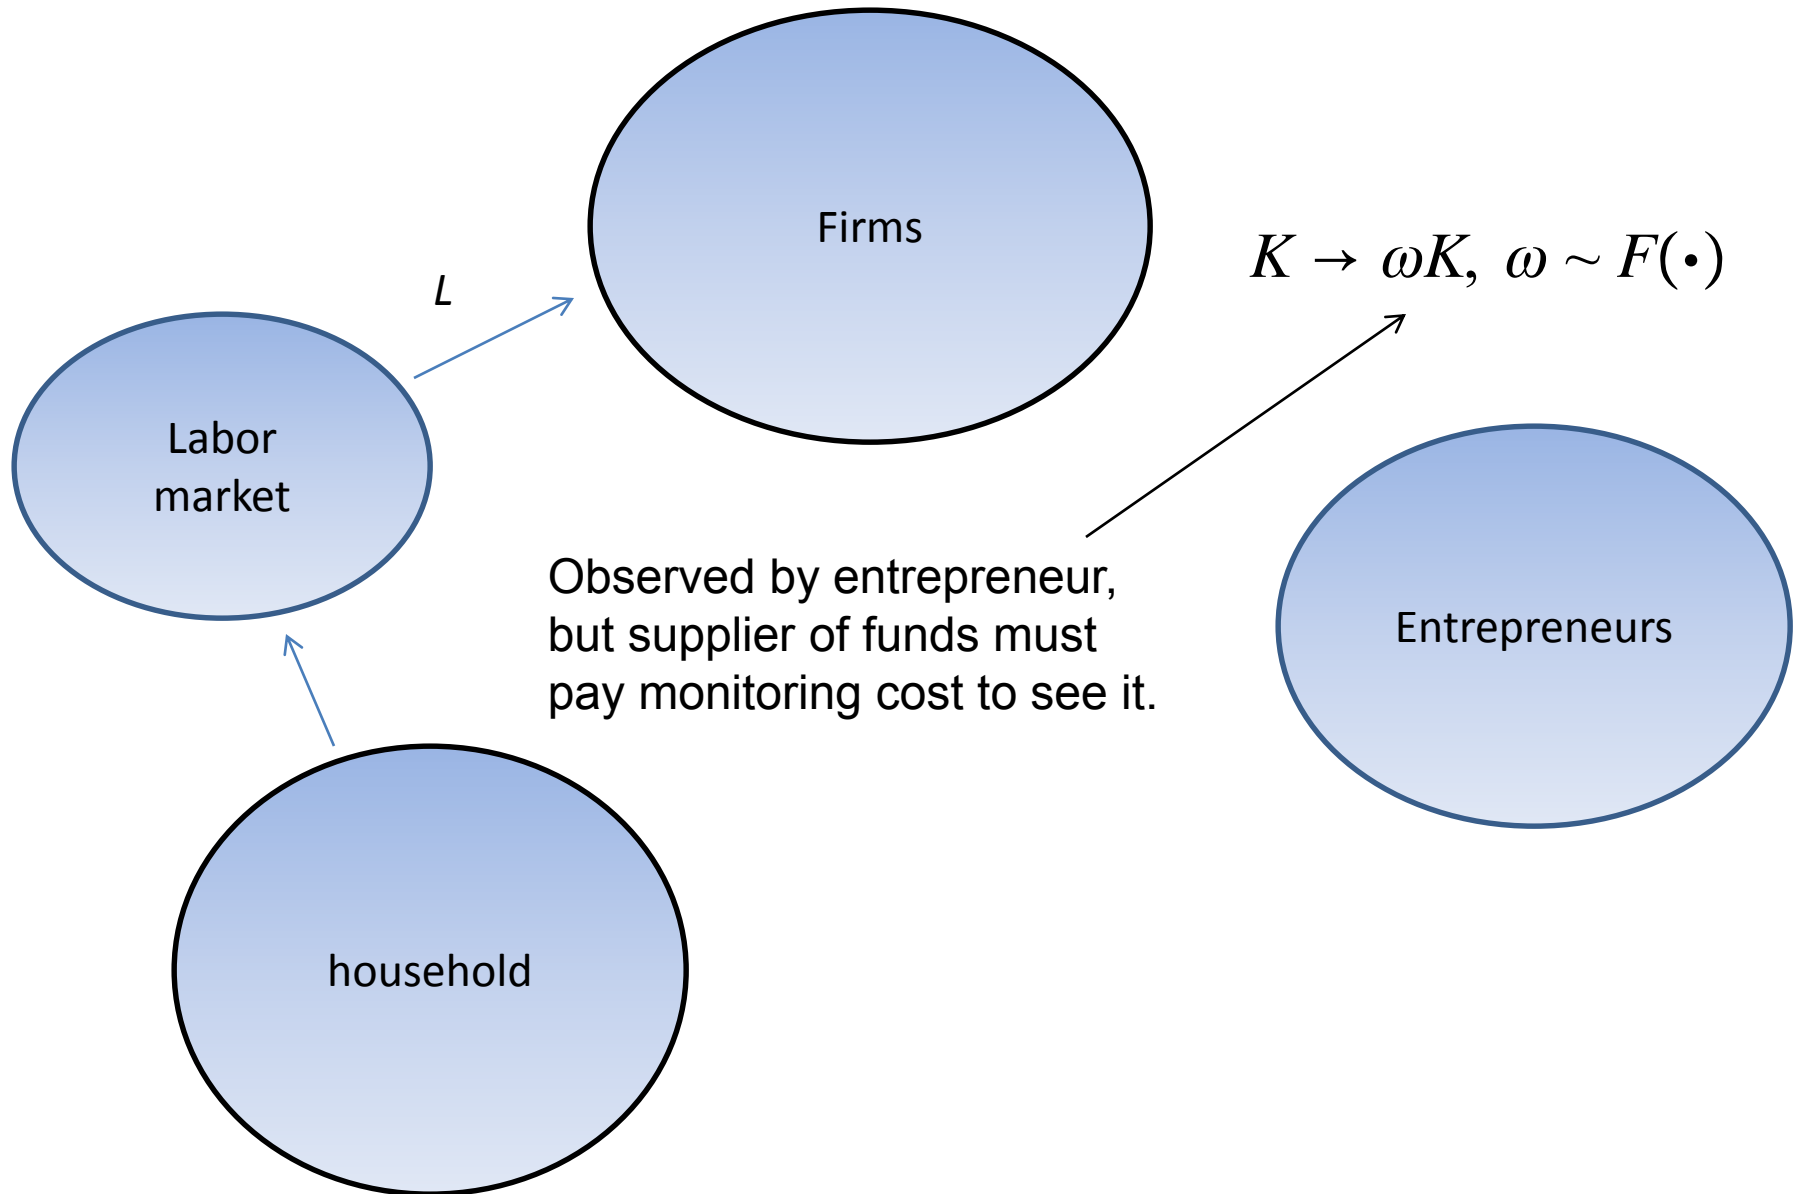 Firms
K → ωK, ω ~ F(·)
L
Labor
market
Observed by entrepreneur,
but supplier of funds must
pay monitoring cost to see it.
Entrepreneurs
household